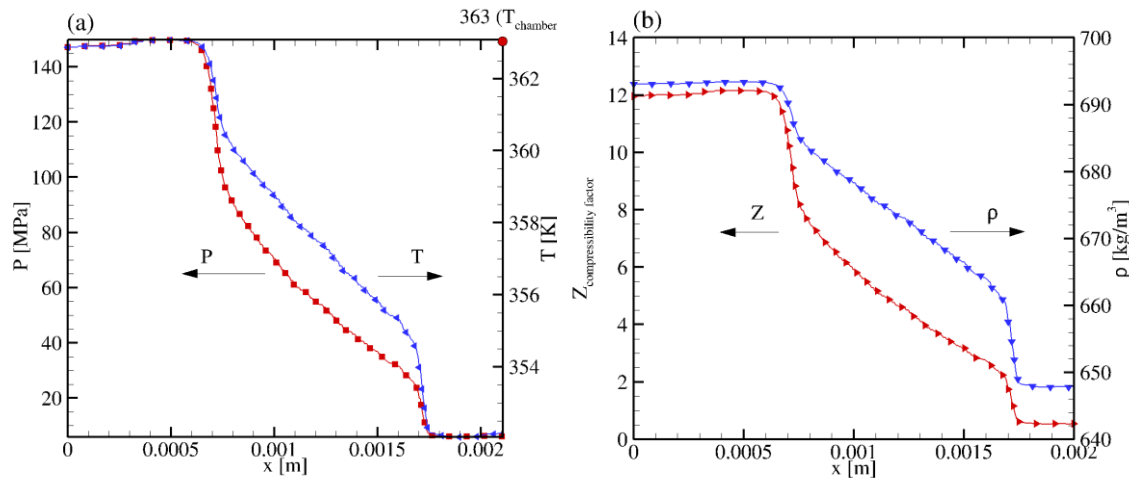 (a)
363 (T_chamber
140
120
100
80
60
40
20
P [MPa]
362
360
358
356
354
T [K]
P
T
0
0.0005
0.001
0.0015
x [m]
(b)
14
12
10
8
6
4
2
0
Z_compressibility factor
700
690
680
670
660
650
640
ρ [kg/m³]
Z
ρ
0
0.0005
0.001
0.0015
0.002
x [m]